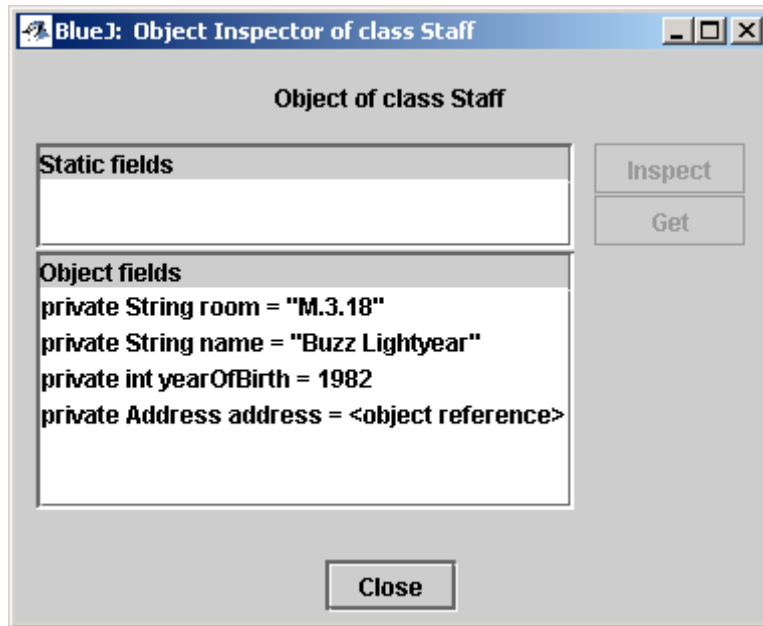 BlueJ: Object Inspector of class Staff
Object of class Staff
Static fields
Inspect
Get
Object fields
private String room = "M.3.18"
private String name = "Buzz Lightyear"
private int yearOfBirth = 1982
private Address address = <object reference>
Close